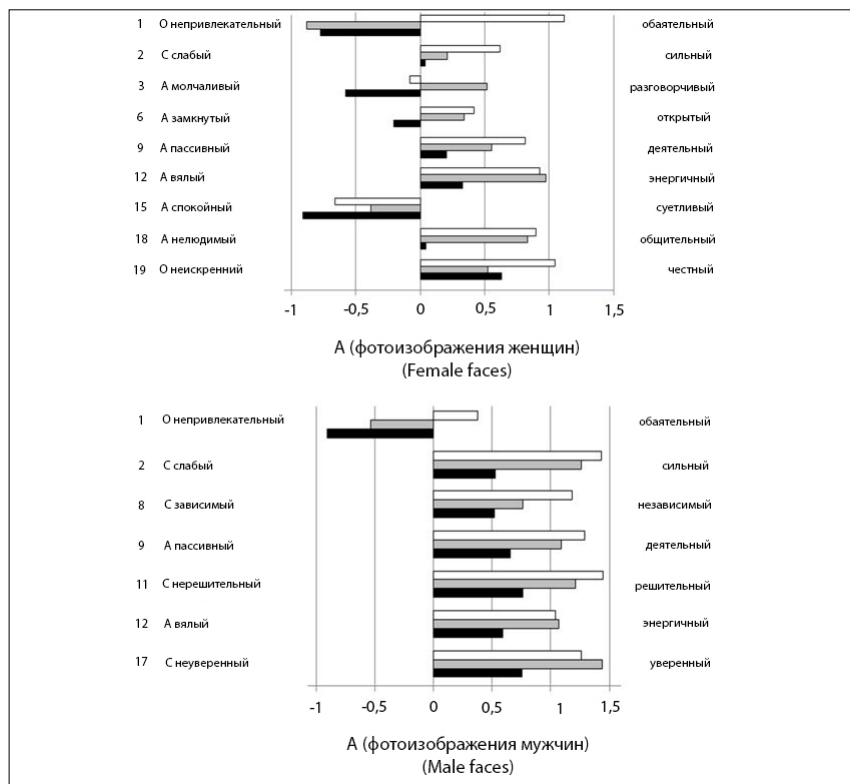 1 О непривлекательный обаятельный
2 С слабый сильный
3 А молчаливый разговорчивый
6 А замкнутый открытый
9 А пассивный деятельный
12 А вялый энергичный
15 А спокойный суетливый
18 А нелюдимый общительный
19 О неискренний честный
-1 -0,5 0 0,5 1 1,5
А (фотоизображения женщин)
(Female faces)
1 О непривлекательный обаятельный
2 С слабый сильный
8 С зависимый независимый
9 А пассивный деятельный
11 С нерешительный решительный
12 А вялый энергичный
17 С неуверенный уверенный
-1 -0,5 0 0,5 1 1,5
А (фотоизображения мужчин)
(Male faces)